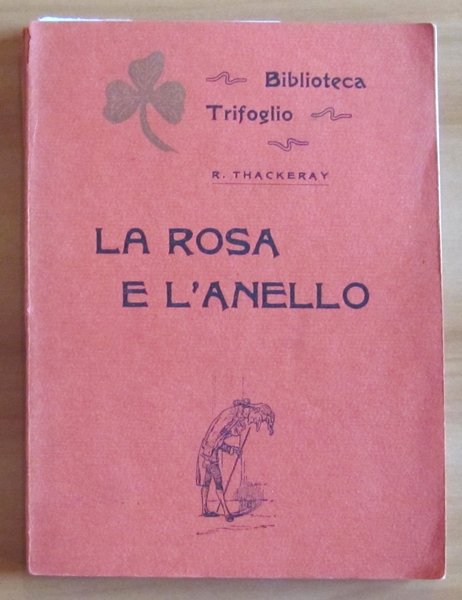 Biblioteca
Trifoglio
R. THACKERAY
LA ROSA
E L'ANELLO